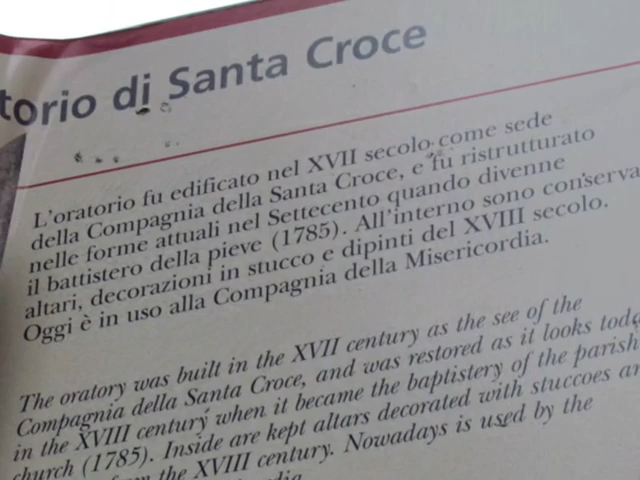 torio di Santa Croce
L'oratorio fu edificato nel XVII secolo come sede
della Compagnia della Santa Croce, e fu ristrutturato
nelle forme attuali nel Settecento quando divenne
il battistero della pieve (1785). All'interno sono conserva
altari, decorazioni in stucco e dipinti del XVIII secolo.
Oggi è in uso alla Compagnia della Misericordia.
The oratory was built in the XVII century as the see of the
Compagnia della Santa Croce, and was restored as it looks toda
in the XVIII century when it became the baptistery of the parish
church (1785). Inside are kept altars decorated with stuccoes an
from the XVIII century. Nowadays is used by the